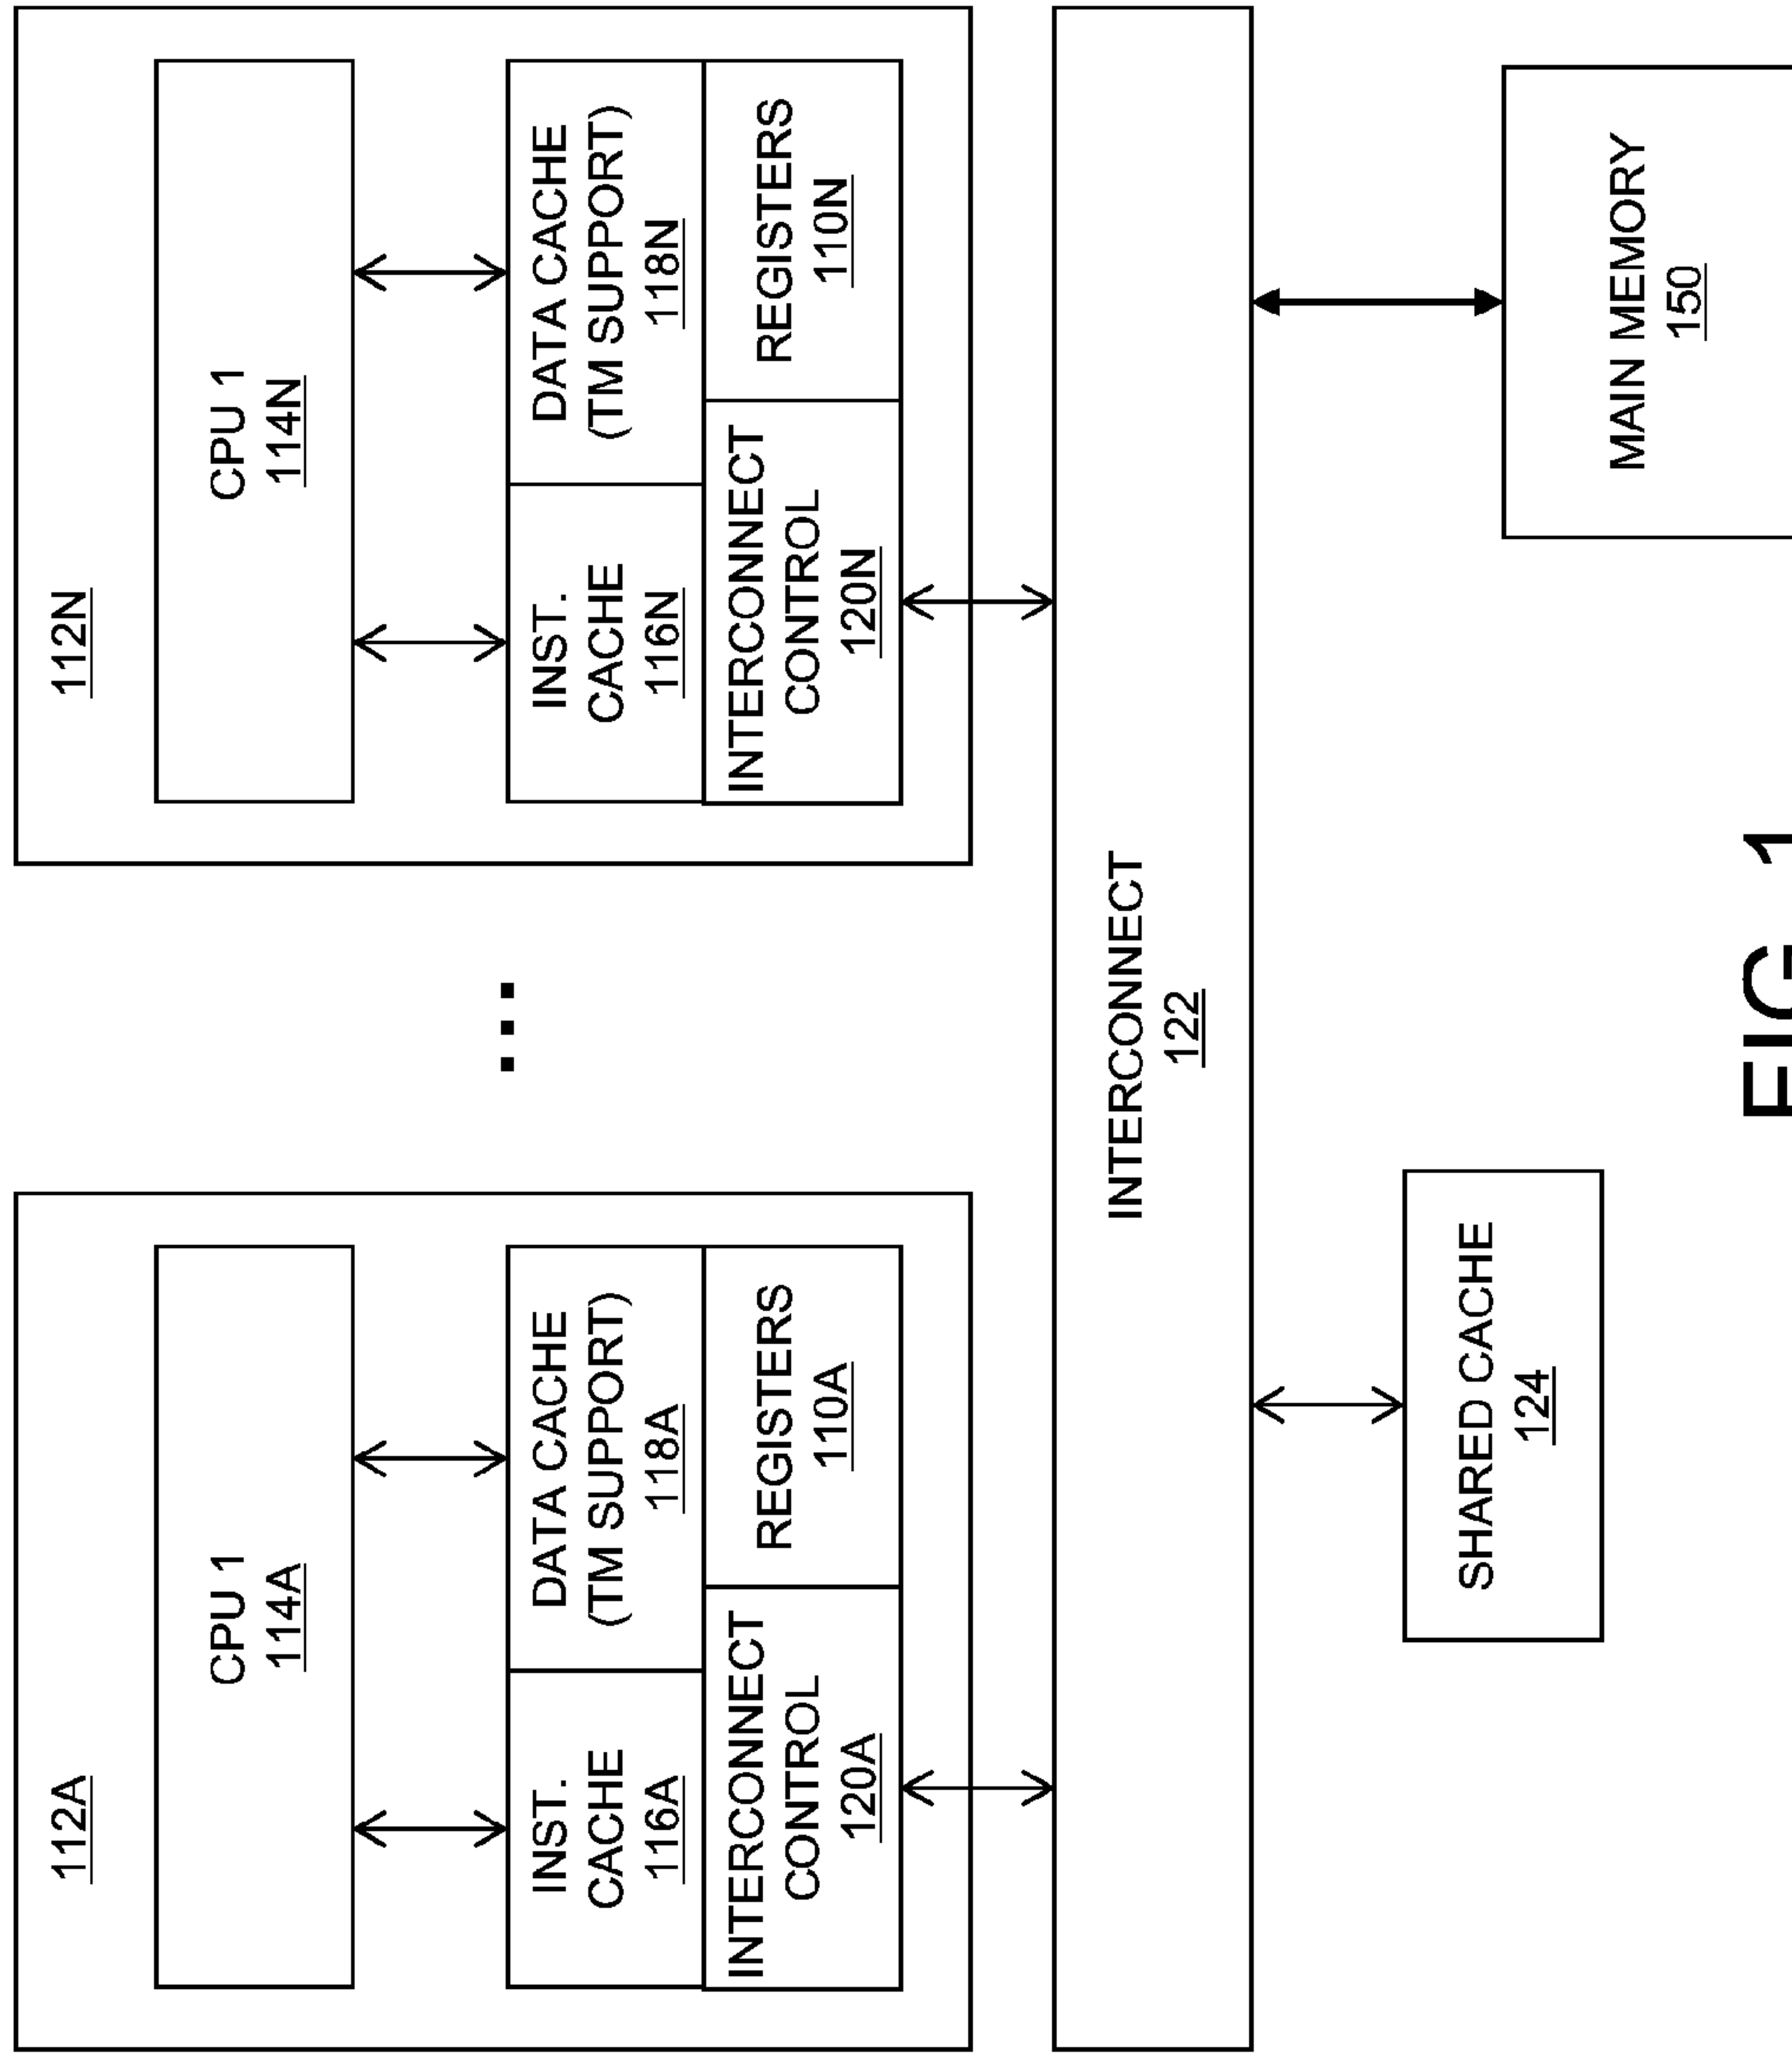 112A
CPU 1
114A
INST.
CACHE
116A
DATA CACHE
(TM SUPPORT)
118A
INTERCONNECT
CONTROL
120A
REGISTERS
110A
...
112N
CPU 1
114N
INST.
CACHE
116N
DATA CACHE
(TM SUPPORT)
118N
INTERCONNECT
CONTROL
120N
REGISTERS
110N
INTERCONNECT
122
SHARED CACHE
124
MAIN MEMORY
150
FIG. 1